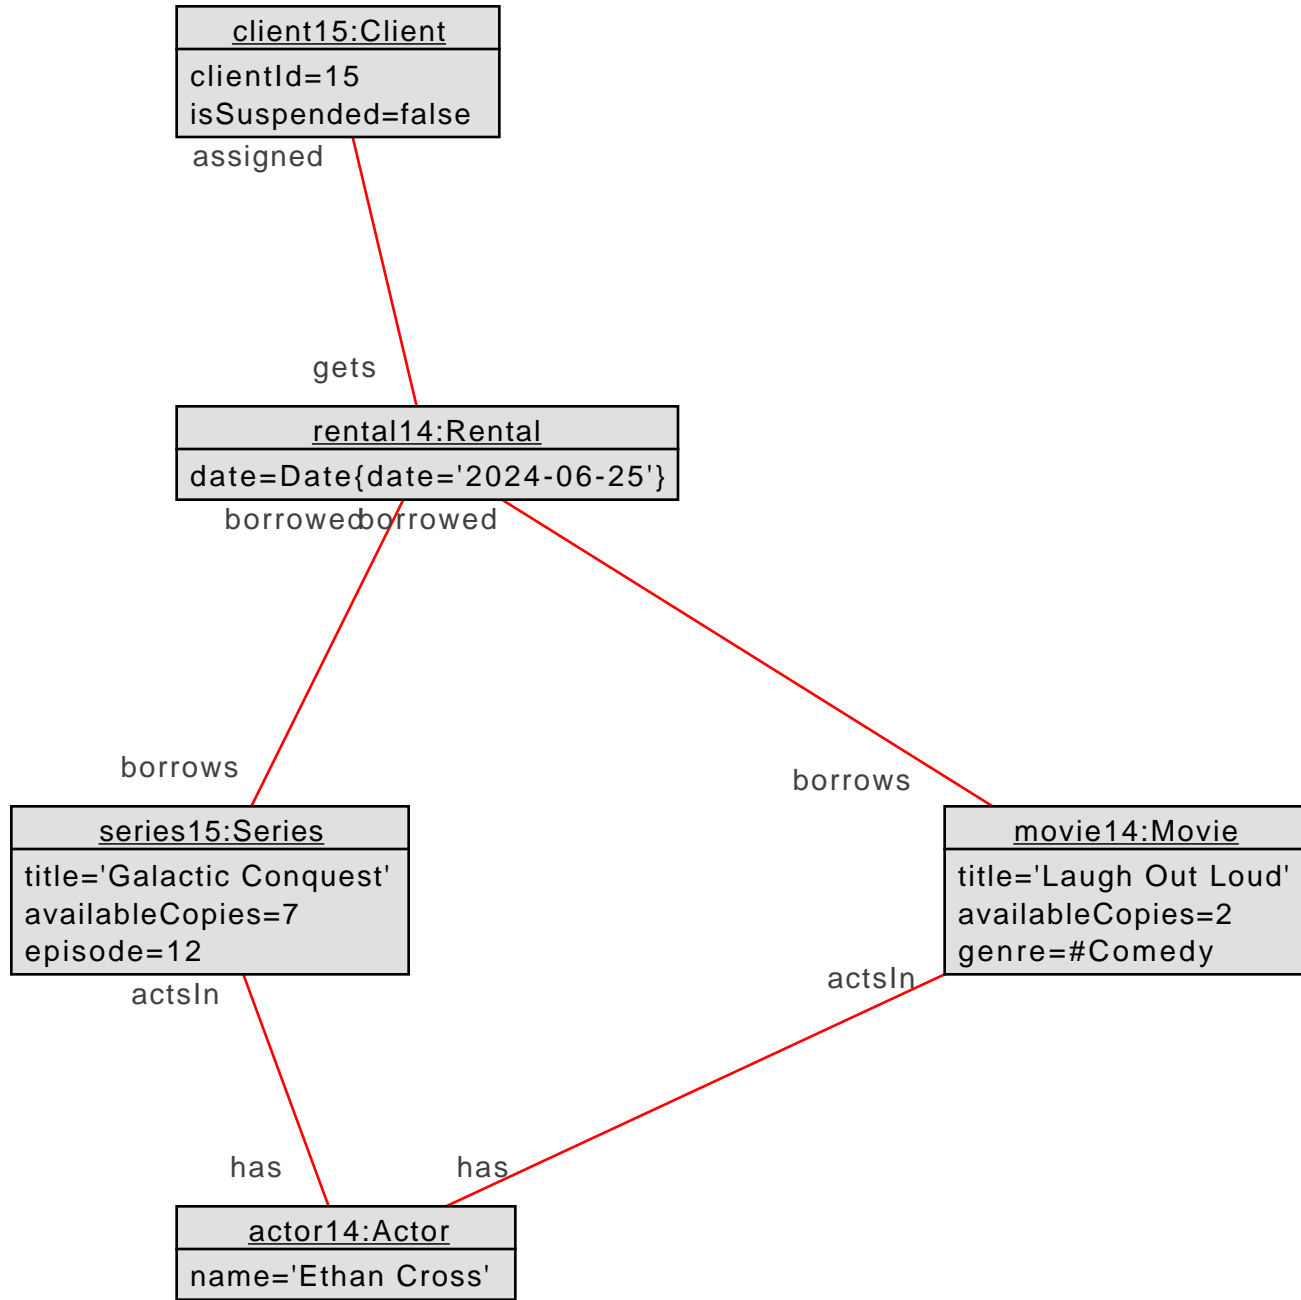 client15:Client
clientId=15
isSuspended=false
assigned
gets
rental14:Rental
date=Date{date='2024-06-25'}
borrowed borrowed
borrows
borrows
series15:Series
title='Galactic Conquest'
availableCopies=7
episode=12
movie14:Movie
title='Laugh Out Loud'
availableCopies=2
genre=#Comedy
actsIn
actsIn
has
has
actor14:Actor
name='Ethan Cross'